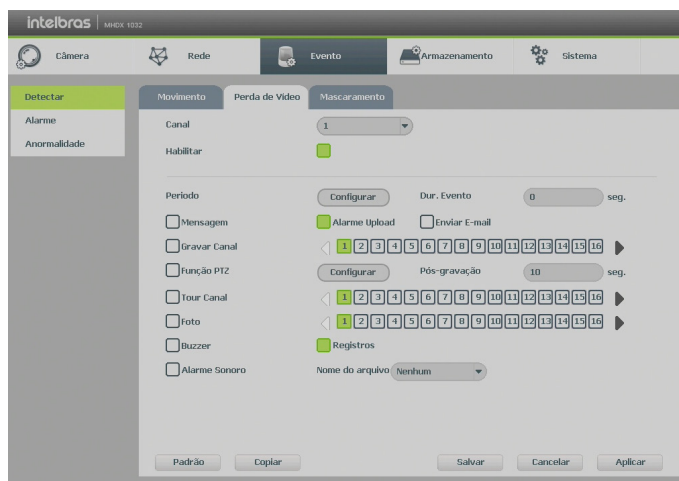 intelbras MHDX 1032
Câmera Rede Evento Armazenamento Sistema
Detectar
Alarme
Anormalidade
Movimento Perda de Video Mascaramento
Canal 1
Habilitar
Periodo Configurar Dur. Evento 0 seg.
Mensagem Alarme Upload Enviar E-mail
Gravar Canal 1 2 3 4 5 6 7 8 9 10 11 12 13 14 15 16
Função PTZ Configurar Pós-gravação 10 seg.
Tour Canal 1 2 3 4 5 6 7 8 9 10 11 12 13 14 15 16
Foto 1 2 3 4 5 6 7 8 9 10 11 12 13 14 15 16
Buzzer Registros
Alarme Sonoro Nome do arquivo Nenhum
Padrão Copiar Salvar Cancelar Aplicar